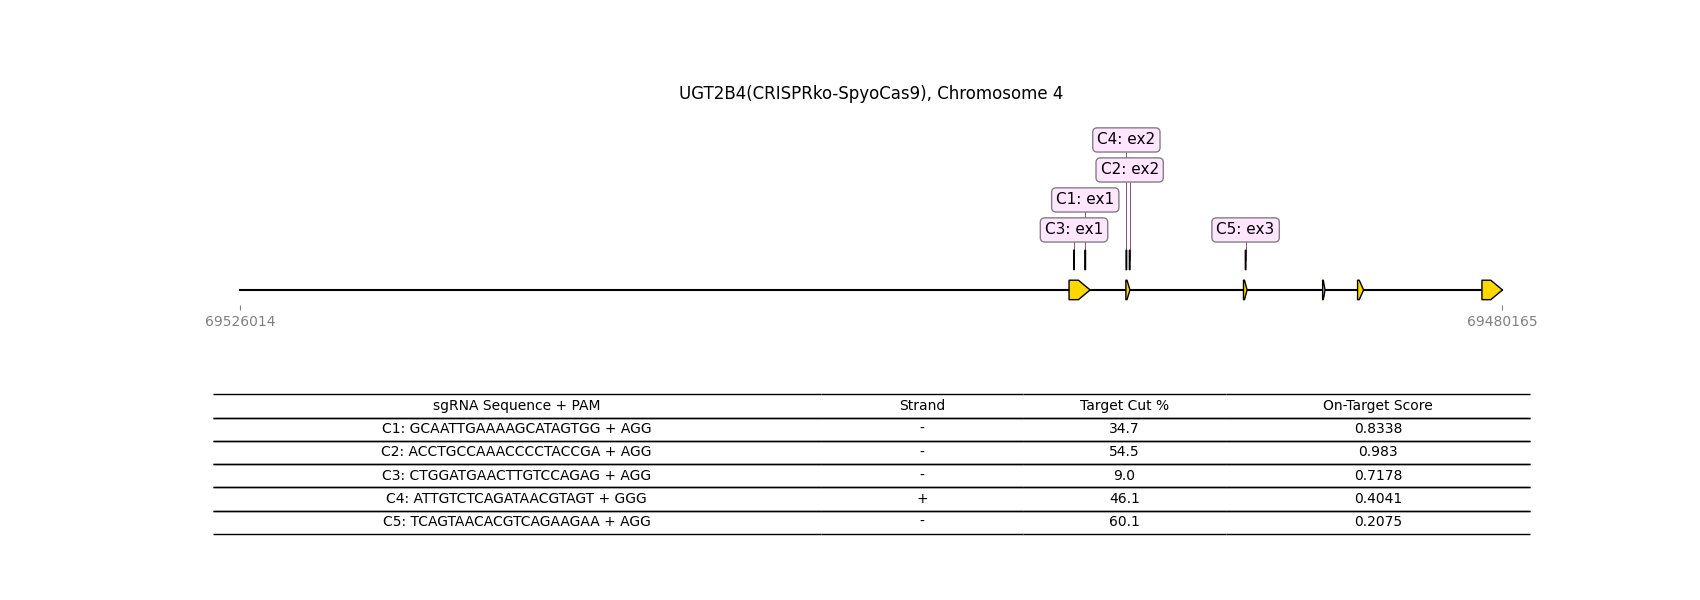 UGT2B4(CRISPRko-SpyoCas9), Chromosome 4
C4: ex2
C2: ex2
C1: ex1
C3: ex1 C5: ex3
69526014 69480165
sgRNA Sequence + PAM Strand Target Cut % On-Target Score
C1: GCAATTGAAAAGCATAGTGG + AGG - 34.7 0.8338
C2: ACCTGCCAAACCCCTACCGA + AGG - 54.5 0.983
C3: CTGGATGAACTTGTCCAGAG + AGG - 9.0 0.7178
C4: ATTGTCTCAGATAACGTAGT + GGG + 46.1 0.4041
C5: TCAGTAACACGTCAGAAGAA + AGG - 60.1 0.2075